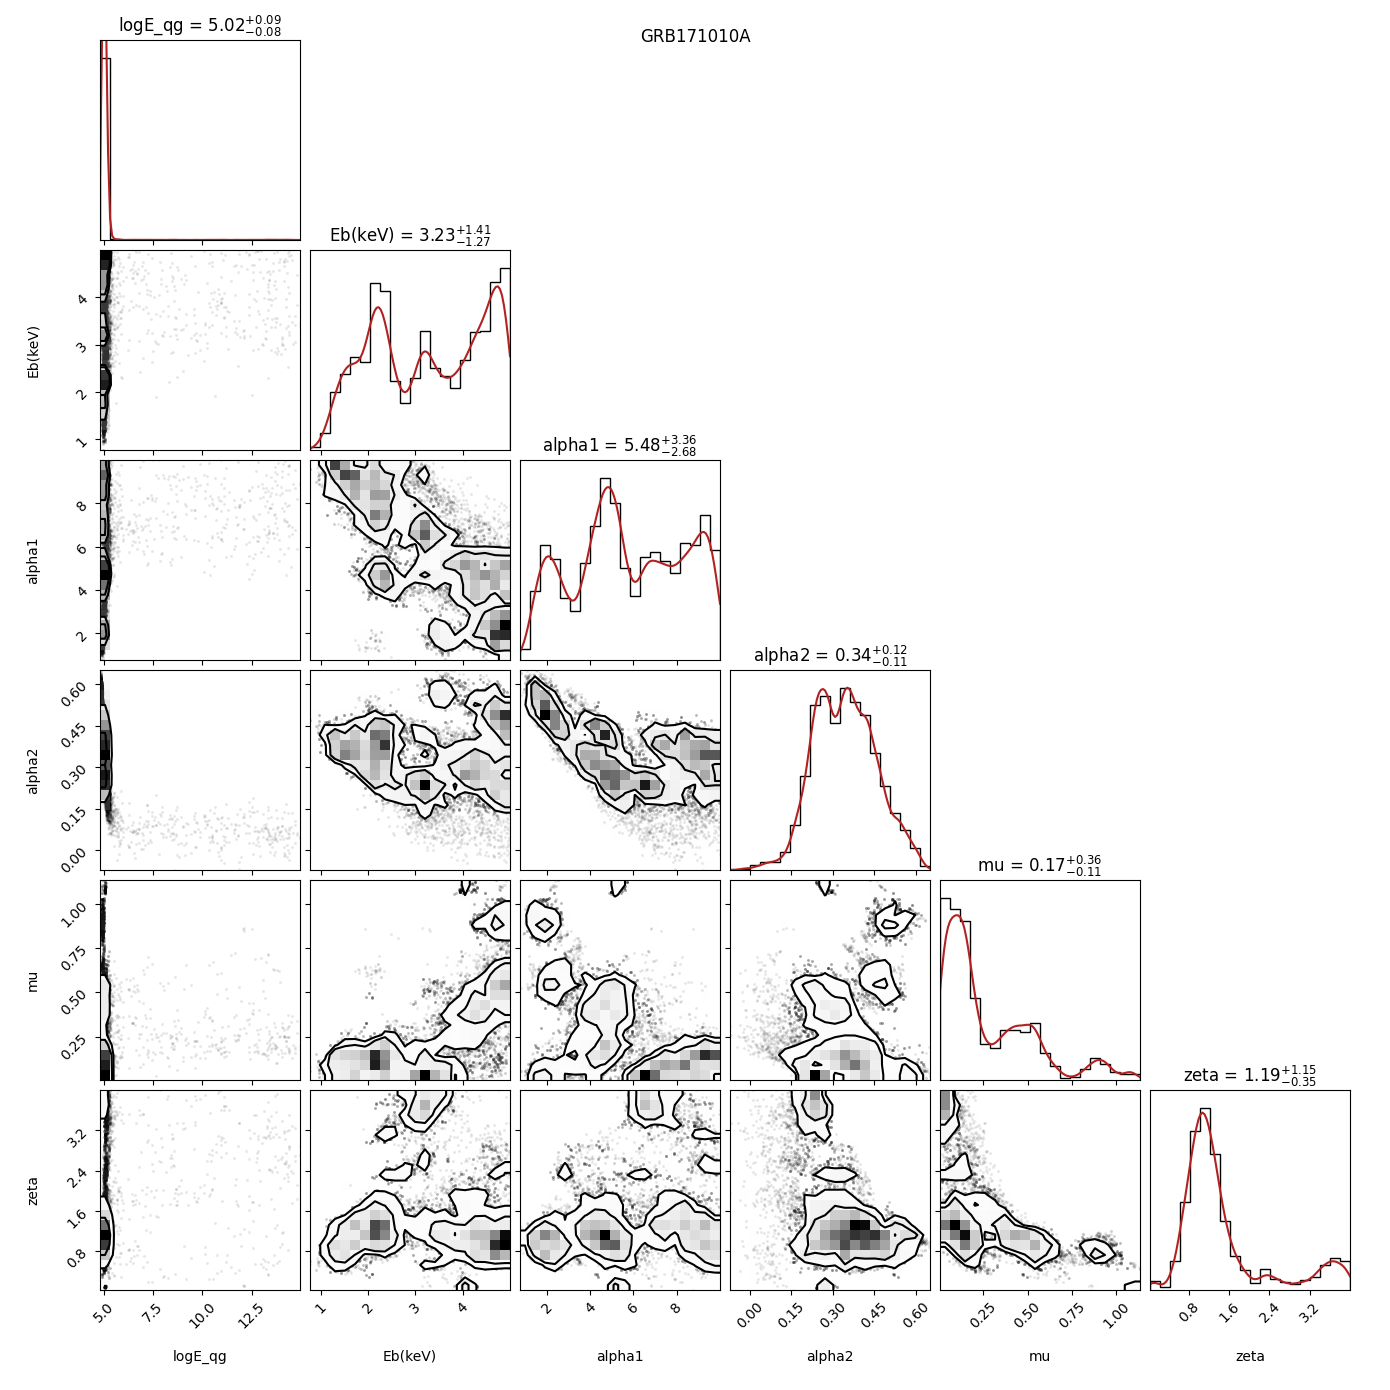 logE_qg = 5.02+0.09−0.08
GRB171010A
Eb(keV) = 3.23+1.41−1.27
4
3
2
1
Eb(keV)
alpha1 = 5.48+3.36−2.68
8
6
4
2
alpha1
alpha2 = 0.34+0.12−0.11
0.60
0.45
0.30
0.15
0.00
alpha2
mu = 0.17+0.36−0.11
1.00
0.75
0.50
0.25
mu
zeta = 1.19+1.15−0.35
3.2
2.4
1.6
0.8
zeta
5.0 7.5 10.0 12.5 1 2 3 4 2 4 6 8 0.00 0.15 0.30 0.45 0.60 0.25 0.50 0.75 1.00 0.8 1.6 2.4 3.2
logE_qg Eb(keV) alpha1 alpha2 mu zeta